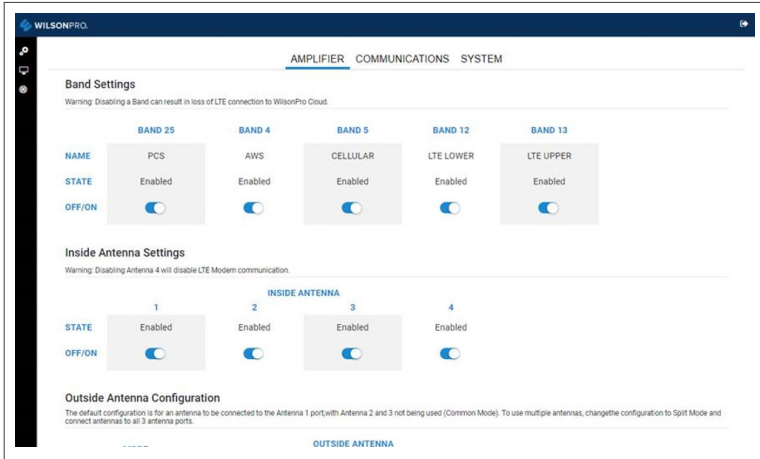 WILSONPRO.
AMPLIFIER COMMUNICATIONS SYSTEM
Band Settings
Warning: Disabling a Band can result in loss of LTE connection to WilsonPro Cloud.
BAND 25 BAND 4 BAND 5 BAND 12 BAND 13
NAME PCS AWS CELLULAR LTE LOWER LTE UPPER
STATE Enabled Enabled Enabled Enabled Enabled
OFF/ON
Inside Antenna Settings
Warning: Disabling Antenna 4 will disable LTE Modem communication.
INSIDE ANTENNA
1 2 3 4
STATE Enabled Enabled Enabled Enabled
OFF/ON
Outside Antenna Configuration
The default configuration is for an antenna to be connected to the Antenna 1 port,with Antenna 2 and 3 not being used (Common Mode). To use multiple antennas, changethe configuration to Split Mode and
connect antennas to all 3 antenna ports.
OUTSIDE ANTENNA